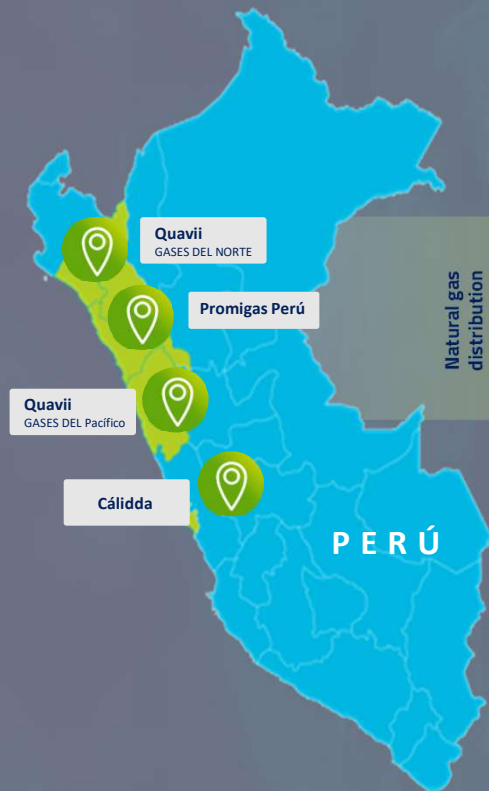 Quavii
GASES DEL NORTE
Promigas Perú
Quavii
GASES DEL Pacífico
Cálidda
PERÚ
Natural gas
distribution